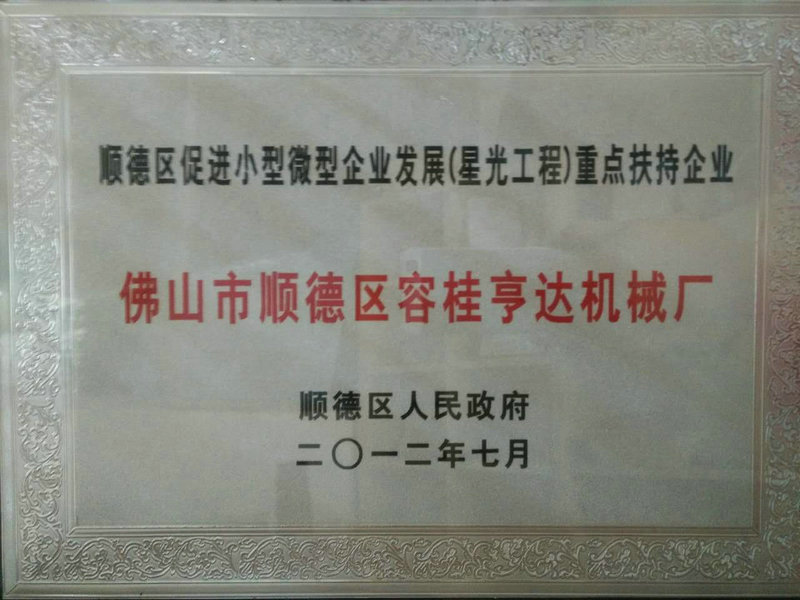 顺德区促进小型微型企业发展(星光工程)重点扶持企业
佛山市顺德区容桂亨达机械厂
顺德区人民政府
二〇一二年七月